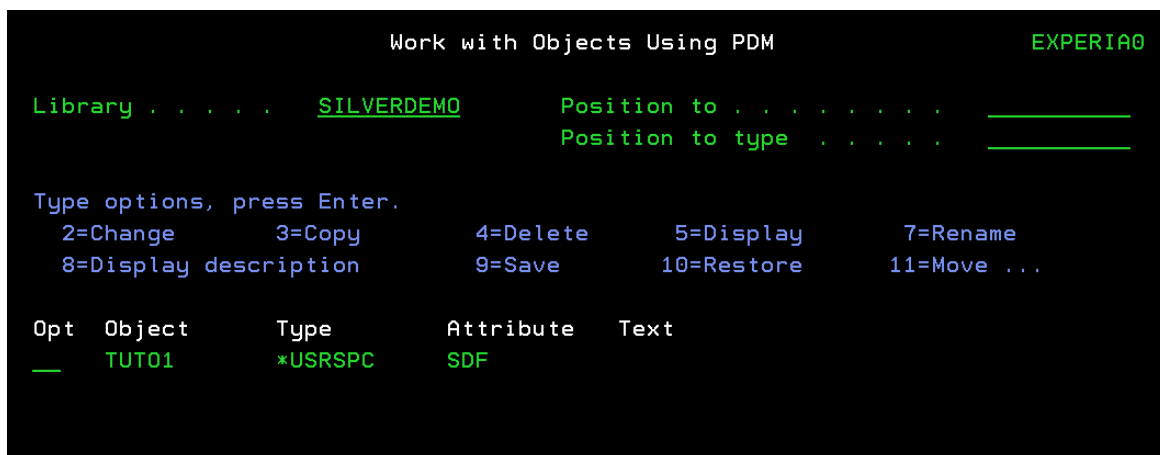 Work with Objects Using PDM EXPERIA0
Library . . . . . SILVERDEMO Position to . . . . . . . .
Position to type . . . . .
Type options, press Enter.
2=Change 3=Copy 4=Delete 5=Display 7=Rename
8=Display description 9=Save 10=Restore 11=Move ...
Opt Object Type Attribute Text
TUTO1 *USRSPC SDF